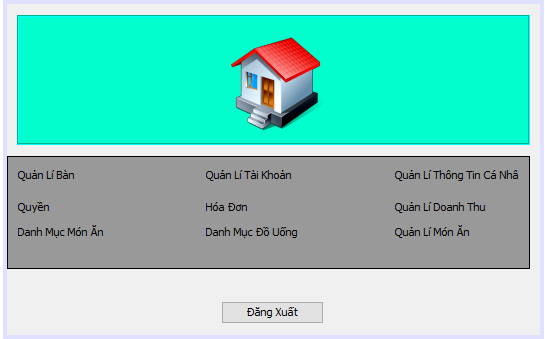 Quản Lí Bàn Quản Lí Tài Khoản Quản Lí Thông Tin Cá Nhâ
Quyền Hóa Đơn Quản Lí Doanh Thu
Danh Mục Món Ăn Danh Mục Đồ Uống Quản Lí Món Ăn
Đăng Xuất